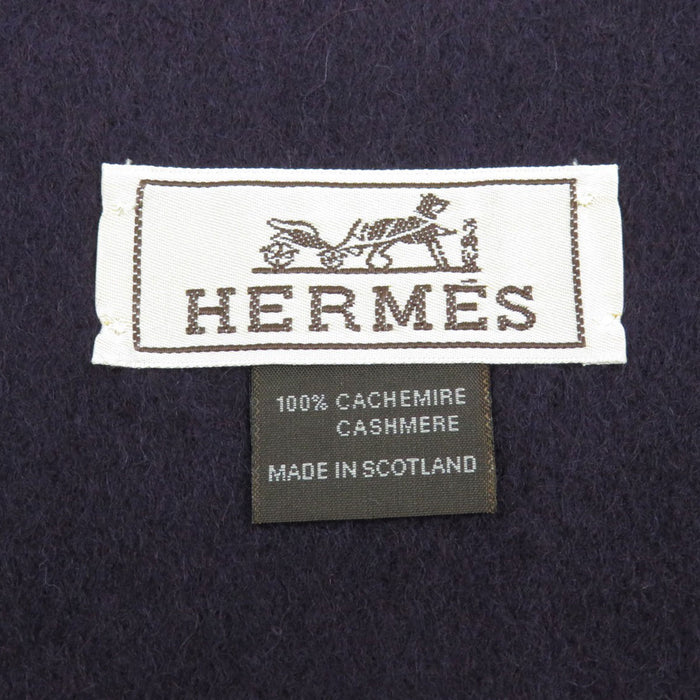 HERMÈS
100% CACHEMIRE
CASHMERE
MADE IN SCOTLAND